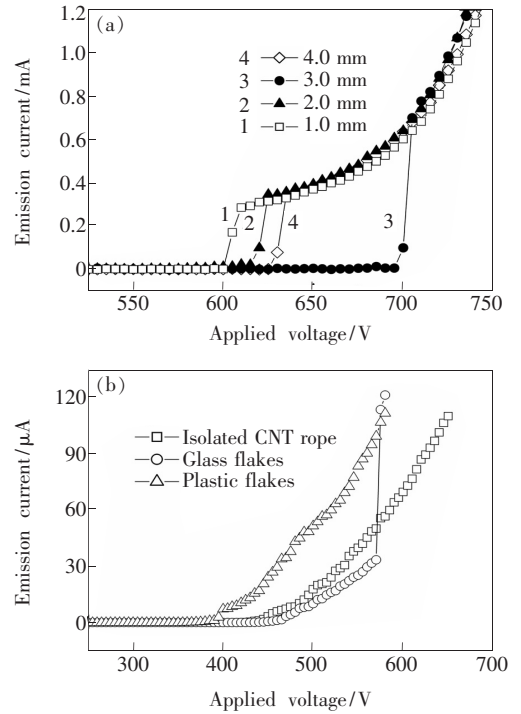 (a)
Emission current/mA
1.2
1.0
0.8
0.6
0.4
0.2
0
4 4.0 mm
3 3.0 mm
2 2.0 mm
1 1.0 mm
1 2 4 3
550 600 650 700 750
Applied voltage/V
(b)
Emission current/μA
120
90
60
30
0
Isolated CNT rope
Glass flakes
Plastic flakes
300 400 500 600 700
Applied voltage/V